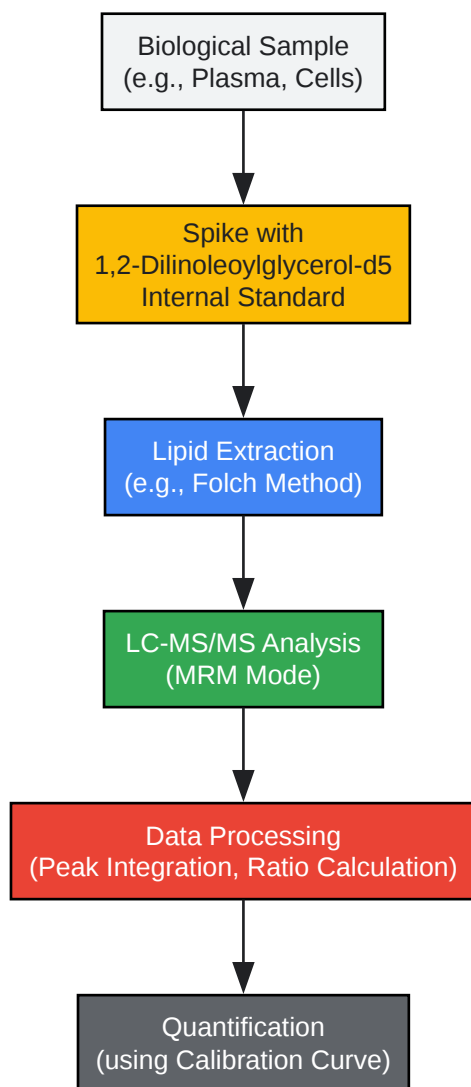 Biological Sample
(e.g., Plasma, Cells)
Spike with
1,2-Dilinoleoylglycerol-d5
Internal Standard
Lipid Extraction
(e.g., Folch Method)
LC-MS/MS Analysis
(MRM Mode)
Data Processing
(Peak Integration, Ratio Calculation)
Quantification
(using Calibration Curve)